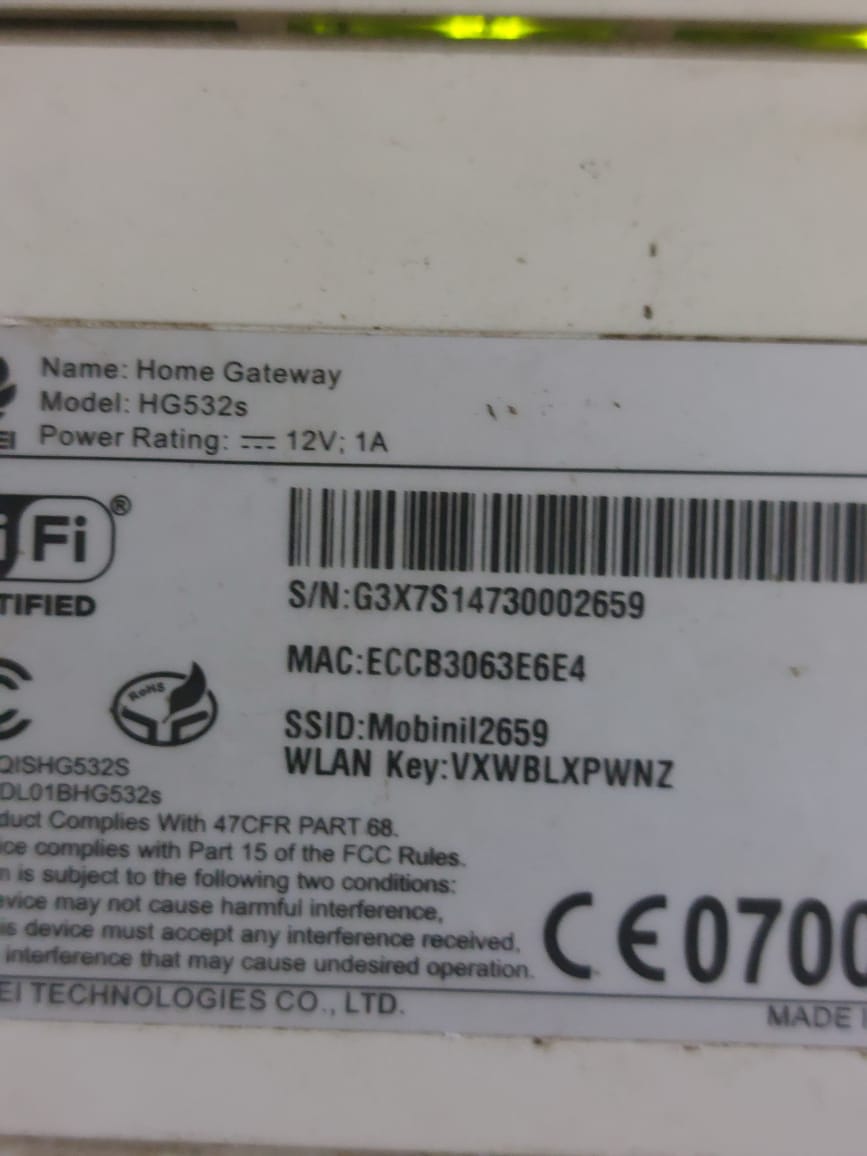 Name: Home Gateway
Model: HG532s
EI
Power Rating: ⎓ 12V; 1A
Fi®
TIFIED
S/N:G3X7S14730002659
MAC:ECCB3063E6E4
RoHS
SSID:Mobinil2659
WLAN Key:VXWBLXPWNZ
QISHG532S
DL01BHG532s
duct Complies With 47CFR PART 68.
ice complies with Part 15 of the FCC Rules.
n is subject to the following two conditions:
evice may not cause harmful interference,
is device must accept any interference received,
interference that may cause undesired operation.
CE0700
EI TECHNOLOGIES CO., LTD.
MADE